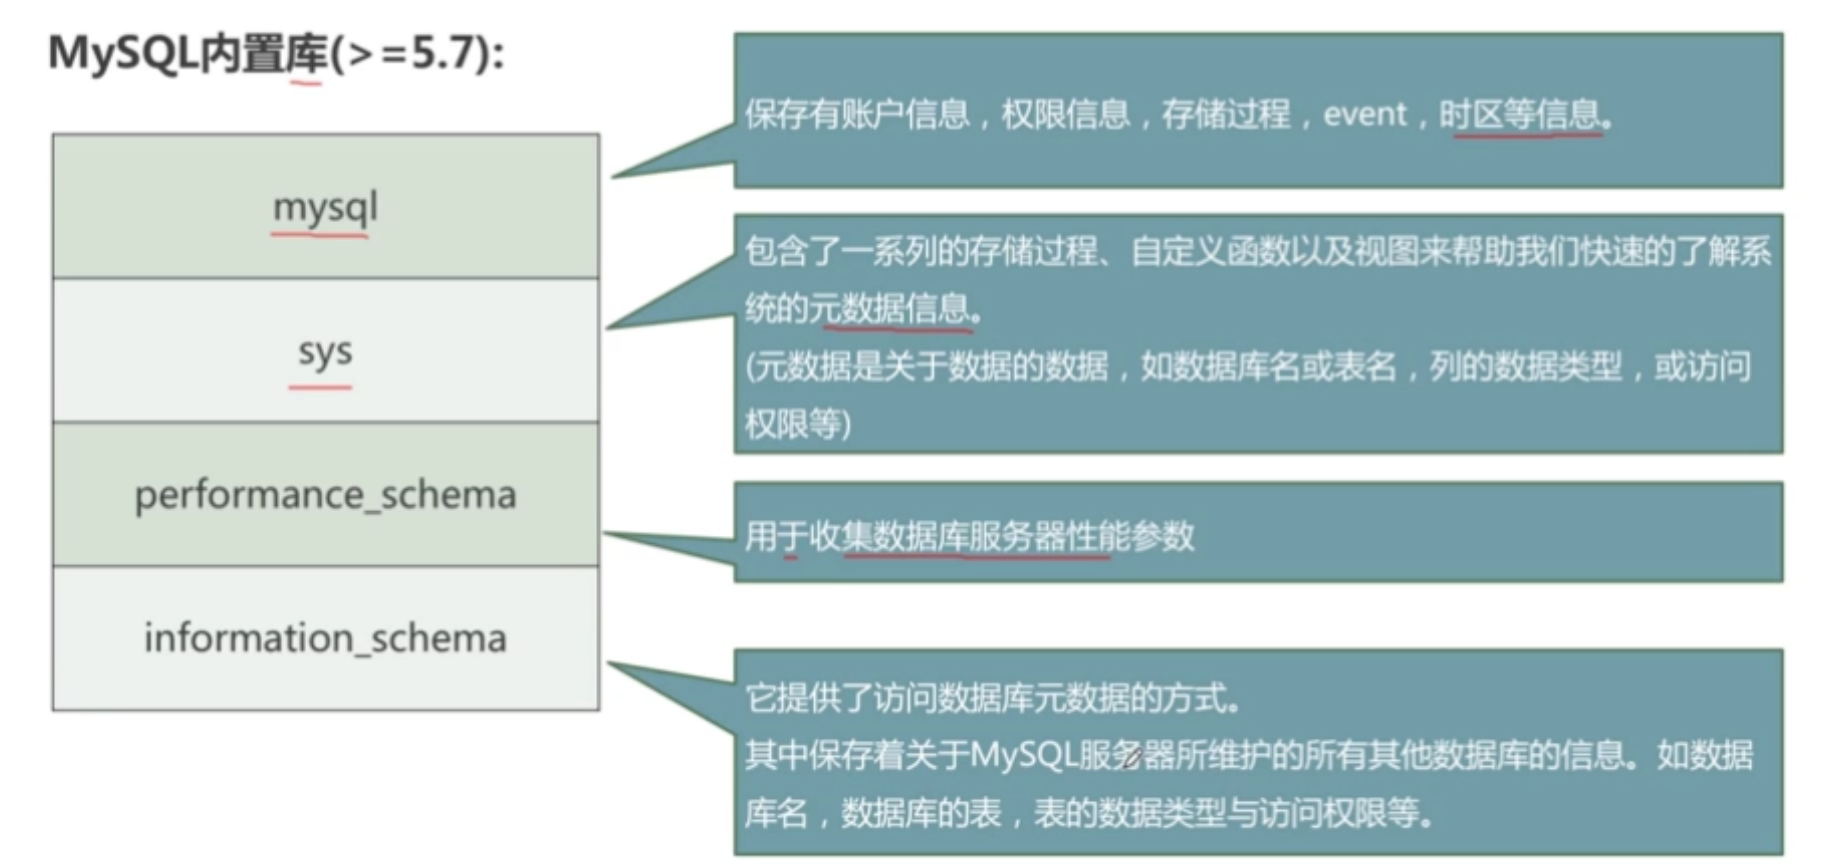 MySQL内置库(>=5.7):
mysql
保存有账户信息，权限信息，存储过程，event，时区等信息。
sys
包含了一系列的存储过程、自定义函数以及视图来帮助我们快速的了解系
统的元数据信息。
(元数据是关于数据的数据，如数据库名或表名，列的数据类型，或访问
权限等)
performance_schema
用于收集数据库服务器性能参数
information_schema
它提供了访问数据库元数据的方式。
其中保存着关于MySQL服务器所维护的所有其他数据库的信息。如数据
库名，数据库的表，表的数据类型与访问权限等。